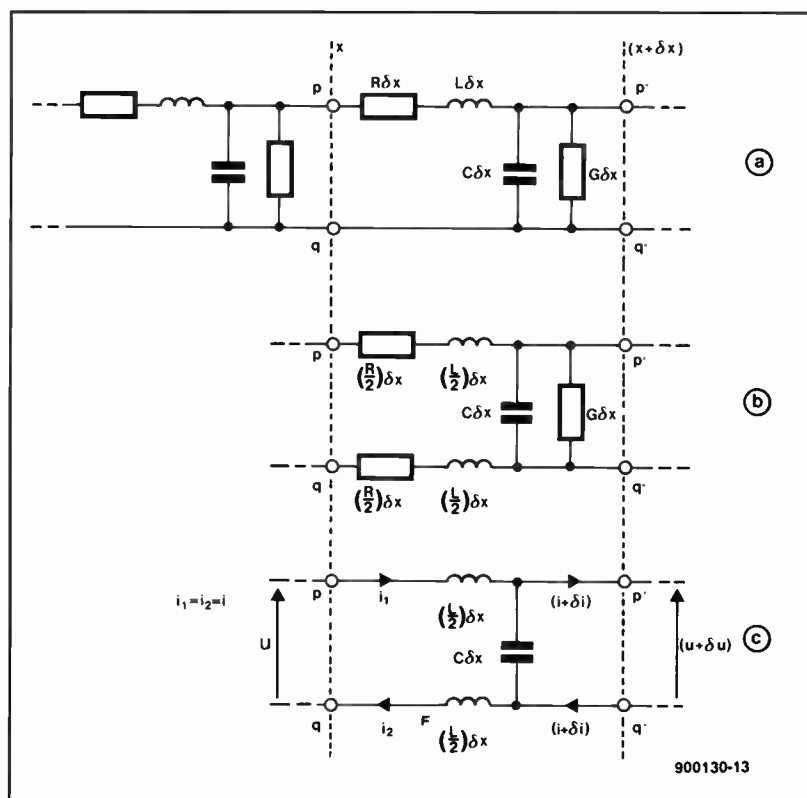 x (x+δx)
p Rδx Lδx p'
Cδx Gδx a
q q'
p p'
(R/2)δx (L/2)δx
Cδx Gδx b
q q'
(R/2)δx (L/2)δx
i₁=i₂=i p i₁ (i+δi) p'
(L/2)δx
U Cδx (u+δu) c
q i₂ F (i+δi) q'
(L/2)δx
900130-13